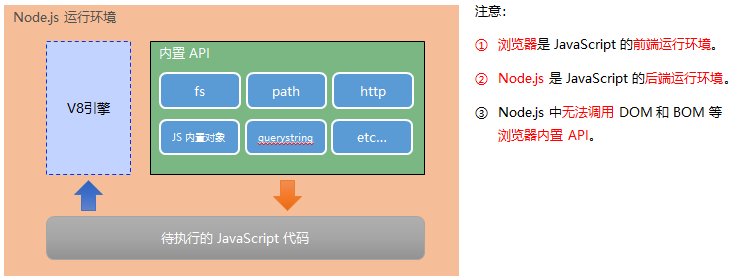 Node.js 运行环境
V8引擎
内置 API
fs
path
http
JS 内置对象
querystring
etc...
待执行的 JavaScript 代码
注意：
① 浏览器是 JavaScript 的前端运行环境。
② Node.js 是 JavaScript 的后端运行环境。
③ Node.js 中无法调用 DOM 和 BOM 等
浏览器内置 API。